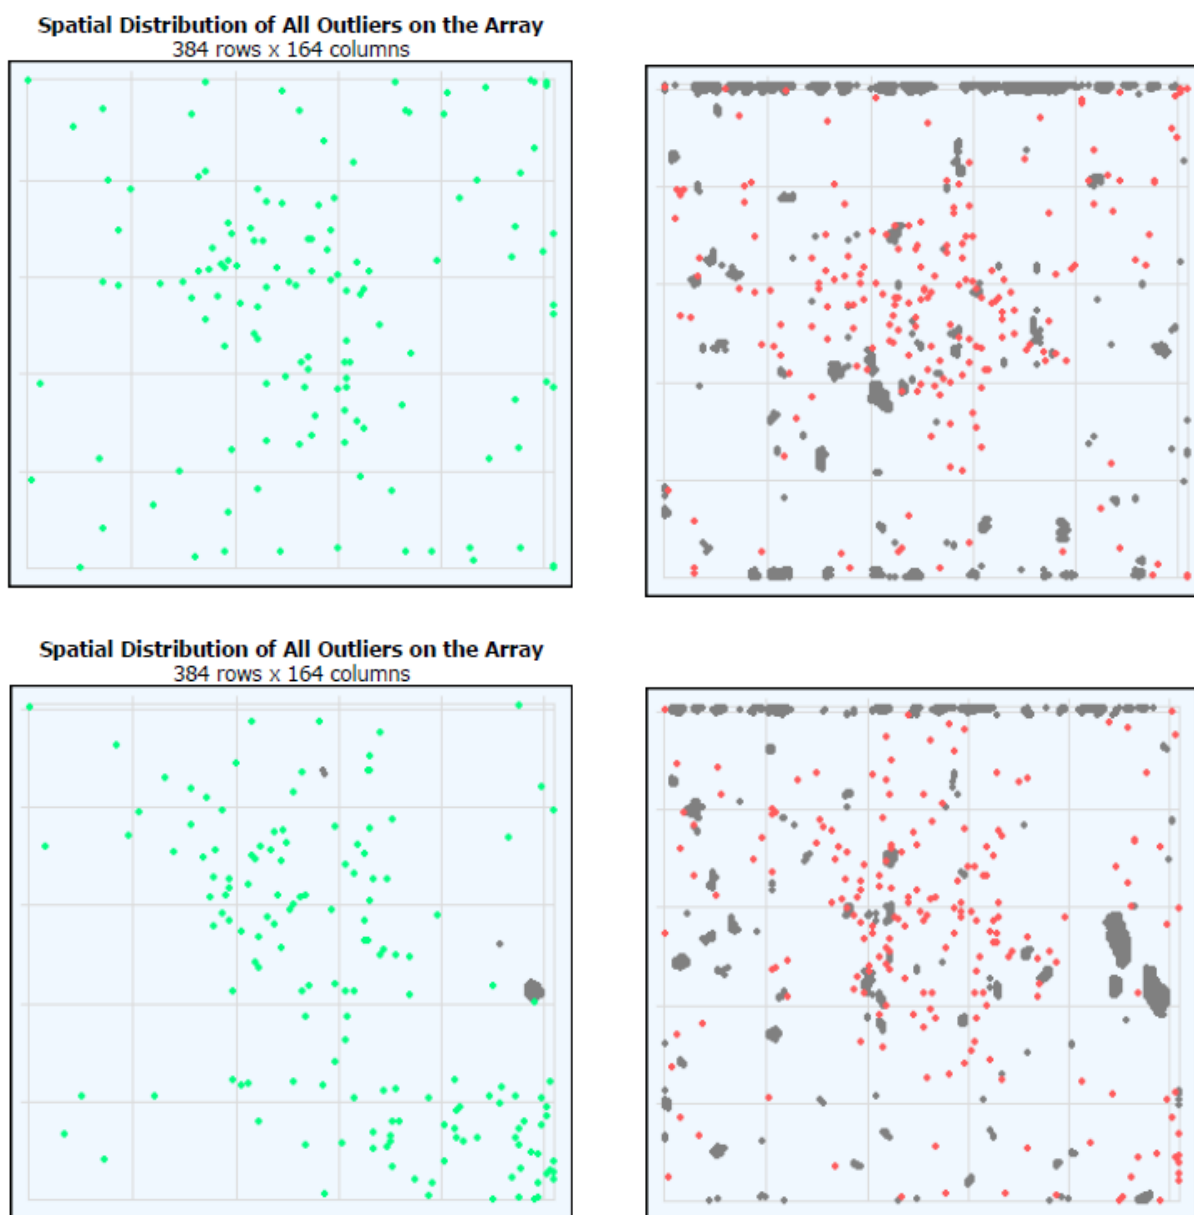 Spatial Distribution of All Outliers on the Array
384 rows x 164 columns
Spatial Distribution of All Outliers on the Array
384 rows x 164 columns